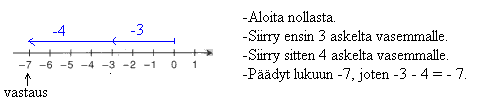 -4
-3
-7 -6 -5 -4 -3 -2 -1 0 1
vastaus
-Aloita nollasta.
-Siirry ensin 3 askelta vasemmalle.
-Siirry sitten 4 askelta vasemmalle.
-Päädyt lukuun -7, joten -3 - 4 = - 7.